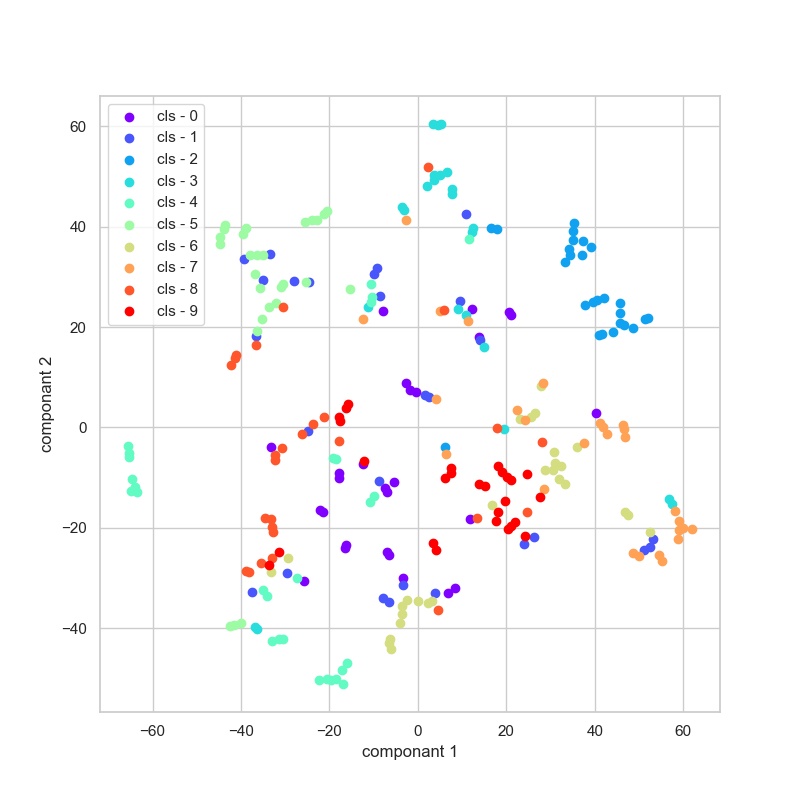 cls - 0
cls - 1
cls - 2
cls - 3
cls - 4
cls - 5
cls - 6
cls - 7
cls - 8
cls - 9
60
40
20
0
−20
−40
componant 2
−60 −40 −20 0 20 40 60
componant 1